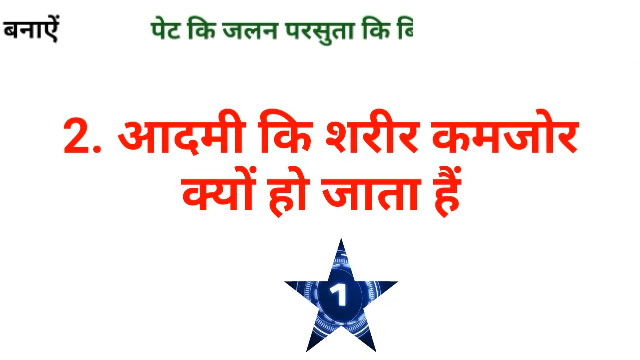 बनाऐं
पेट कि जलन परसुता कि
2. आदमी कि शरीर कमजोर
क्यों हो जाता हैं
1